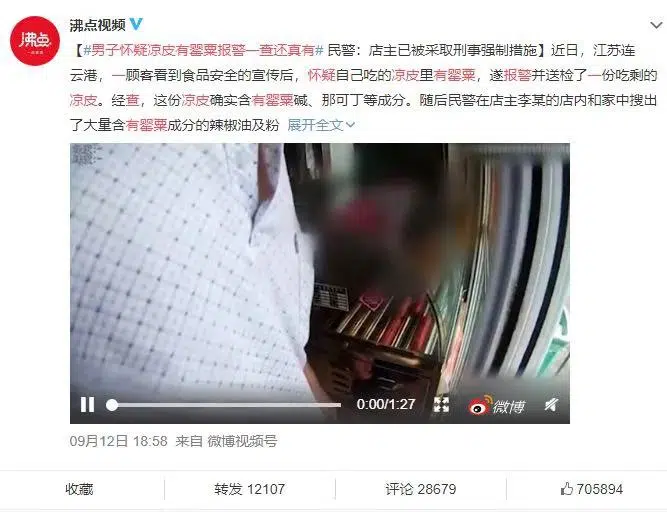 沸点
沸点视频
【#男子怀疑凉皮有罂粟报警一查还真有# 民警：店主已被采取刑事强制措施】近日，江苏连
云港，一顾客看到食品安全的宣传后，怀疑自己吃的凉皮里有罂粟，遂报警并送检了一份吃剩的
凉皮。经查，这份凉皮确实含有罂粟碱、那可丁等成分。随后民警在店主李某的店内和家中搜出
了大量含有罂粟成分的辣椒油及粉 展开全文
0:00/1:27
微博
09月12日 18:58 来自 微博视频号
收藏
转发 12107
评论 28679
705894